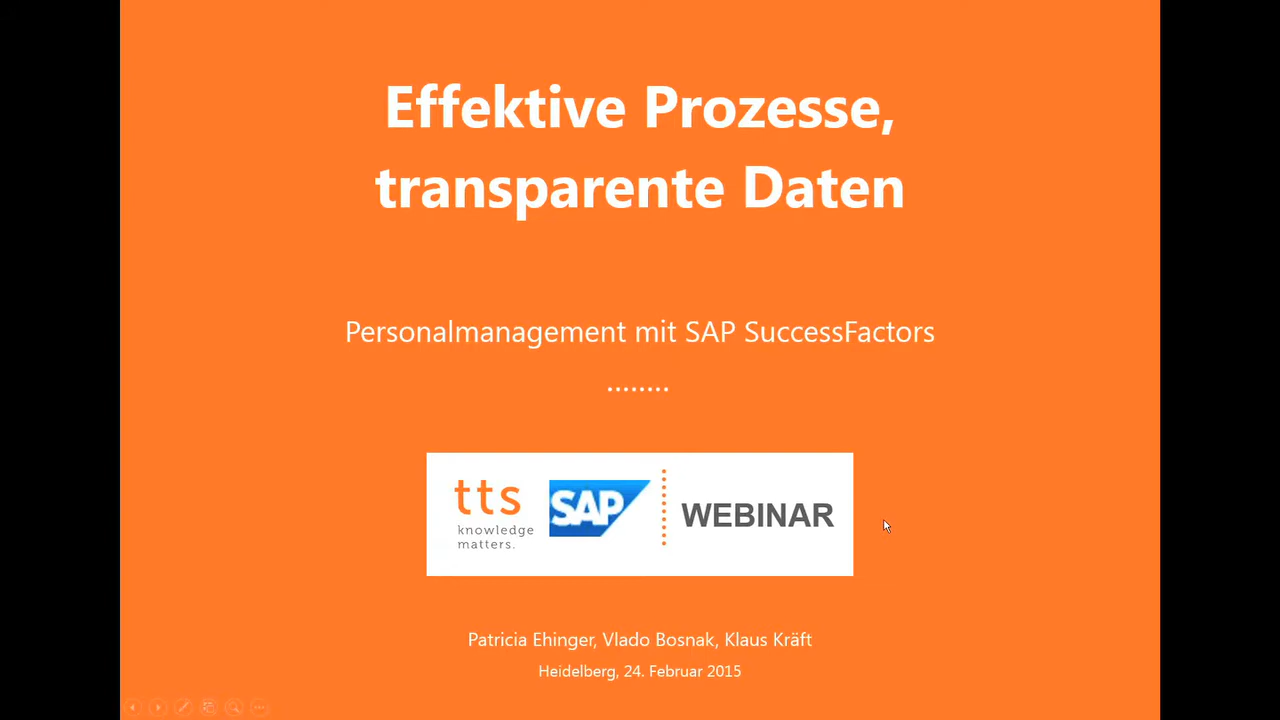 Effektive Prozesse,
transparente Daten
Personalmanagement mit SAP SuccessFactors
........
tts
knowledge
matters.
SAP
WEBINAR
Patricia Ehinger, Vlado Bosnak, Klaus Kräft
Heidelberg, 24. Februar 2015